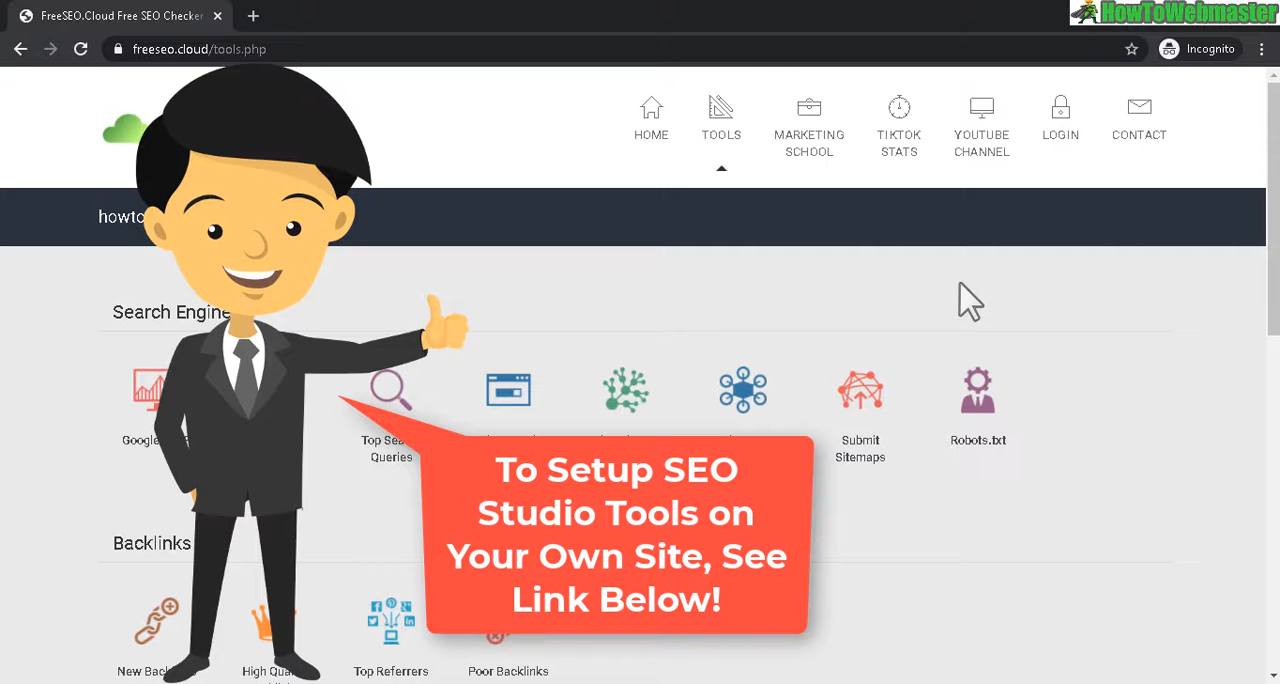 FreeSEO.Cloud Free SEO Checker
HowToWebmaster
freeseo.cloud/tools.php
Incognito
HOME
TOOLS
MARKETING
SCHOOL
TIKTOK
STATS
YOUTUBE
CHANNEL
LOGIN
CONTACT
Search Engine
Google
Top
Queries
Submit
Sitemaps
Robots.txt
To Setup SEO
Studio Tools on
Your Own Site, See
Link Below!
Backlinks
New
High
Top Referrers
Poor Backlinks